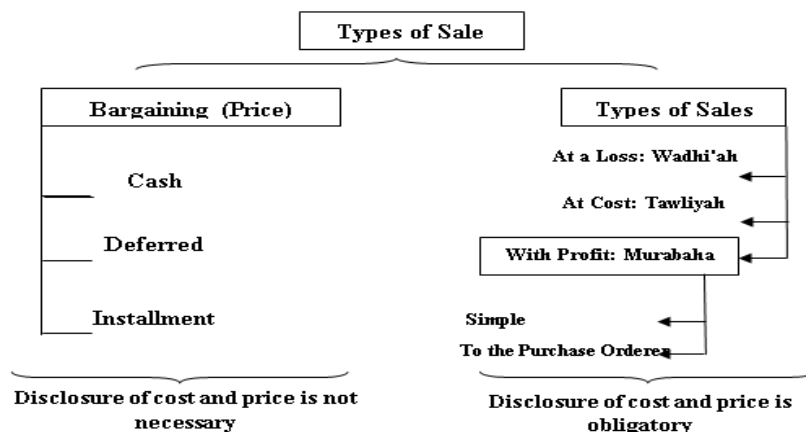 Types of Sale
Bargaining (Price)
Cash
Deferred
Installment
Disclosure of cost and price is not
necessary
Types of Sales
At a Loss: Wadhi'ah
At Cost: Tawliyah
With Profit: Murabaha
Simple
To the Purchase Orderer
Disclosure of cost and price is
obligatory